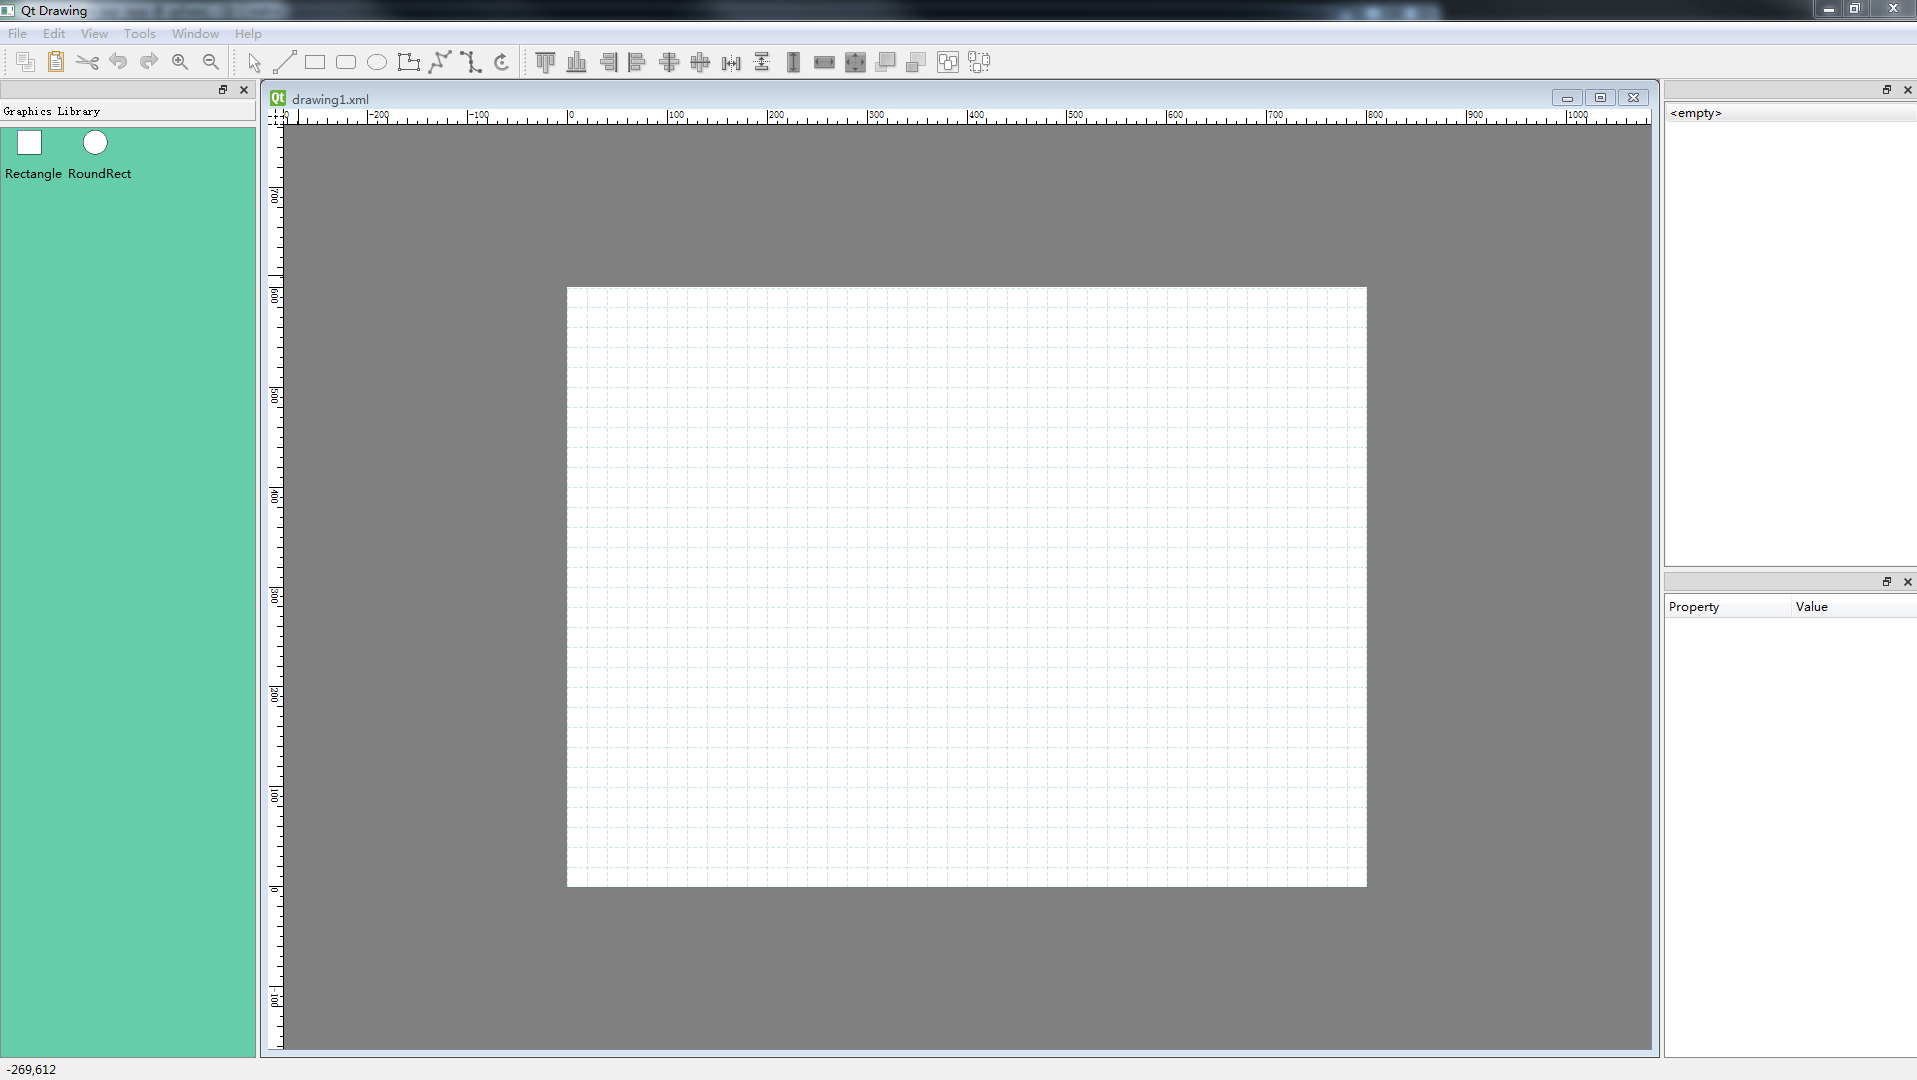 Qt Drawing
File Edit View Tools Window Help
Graphics Library
Rectangle RoundRect
Qt drawing1.xml
-200 -100 0 100 200 300 400 500 600 700 800 900 1000
700
600
500
400
300
200
100
0
-100
<empty>
Property Value
-269,612